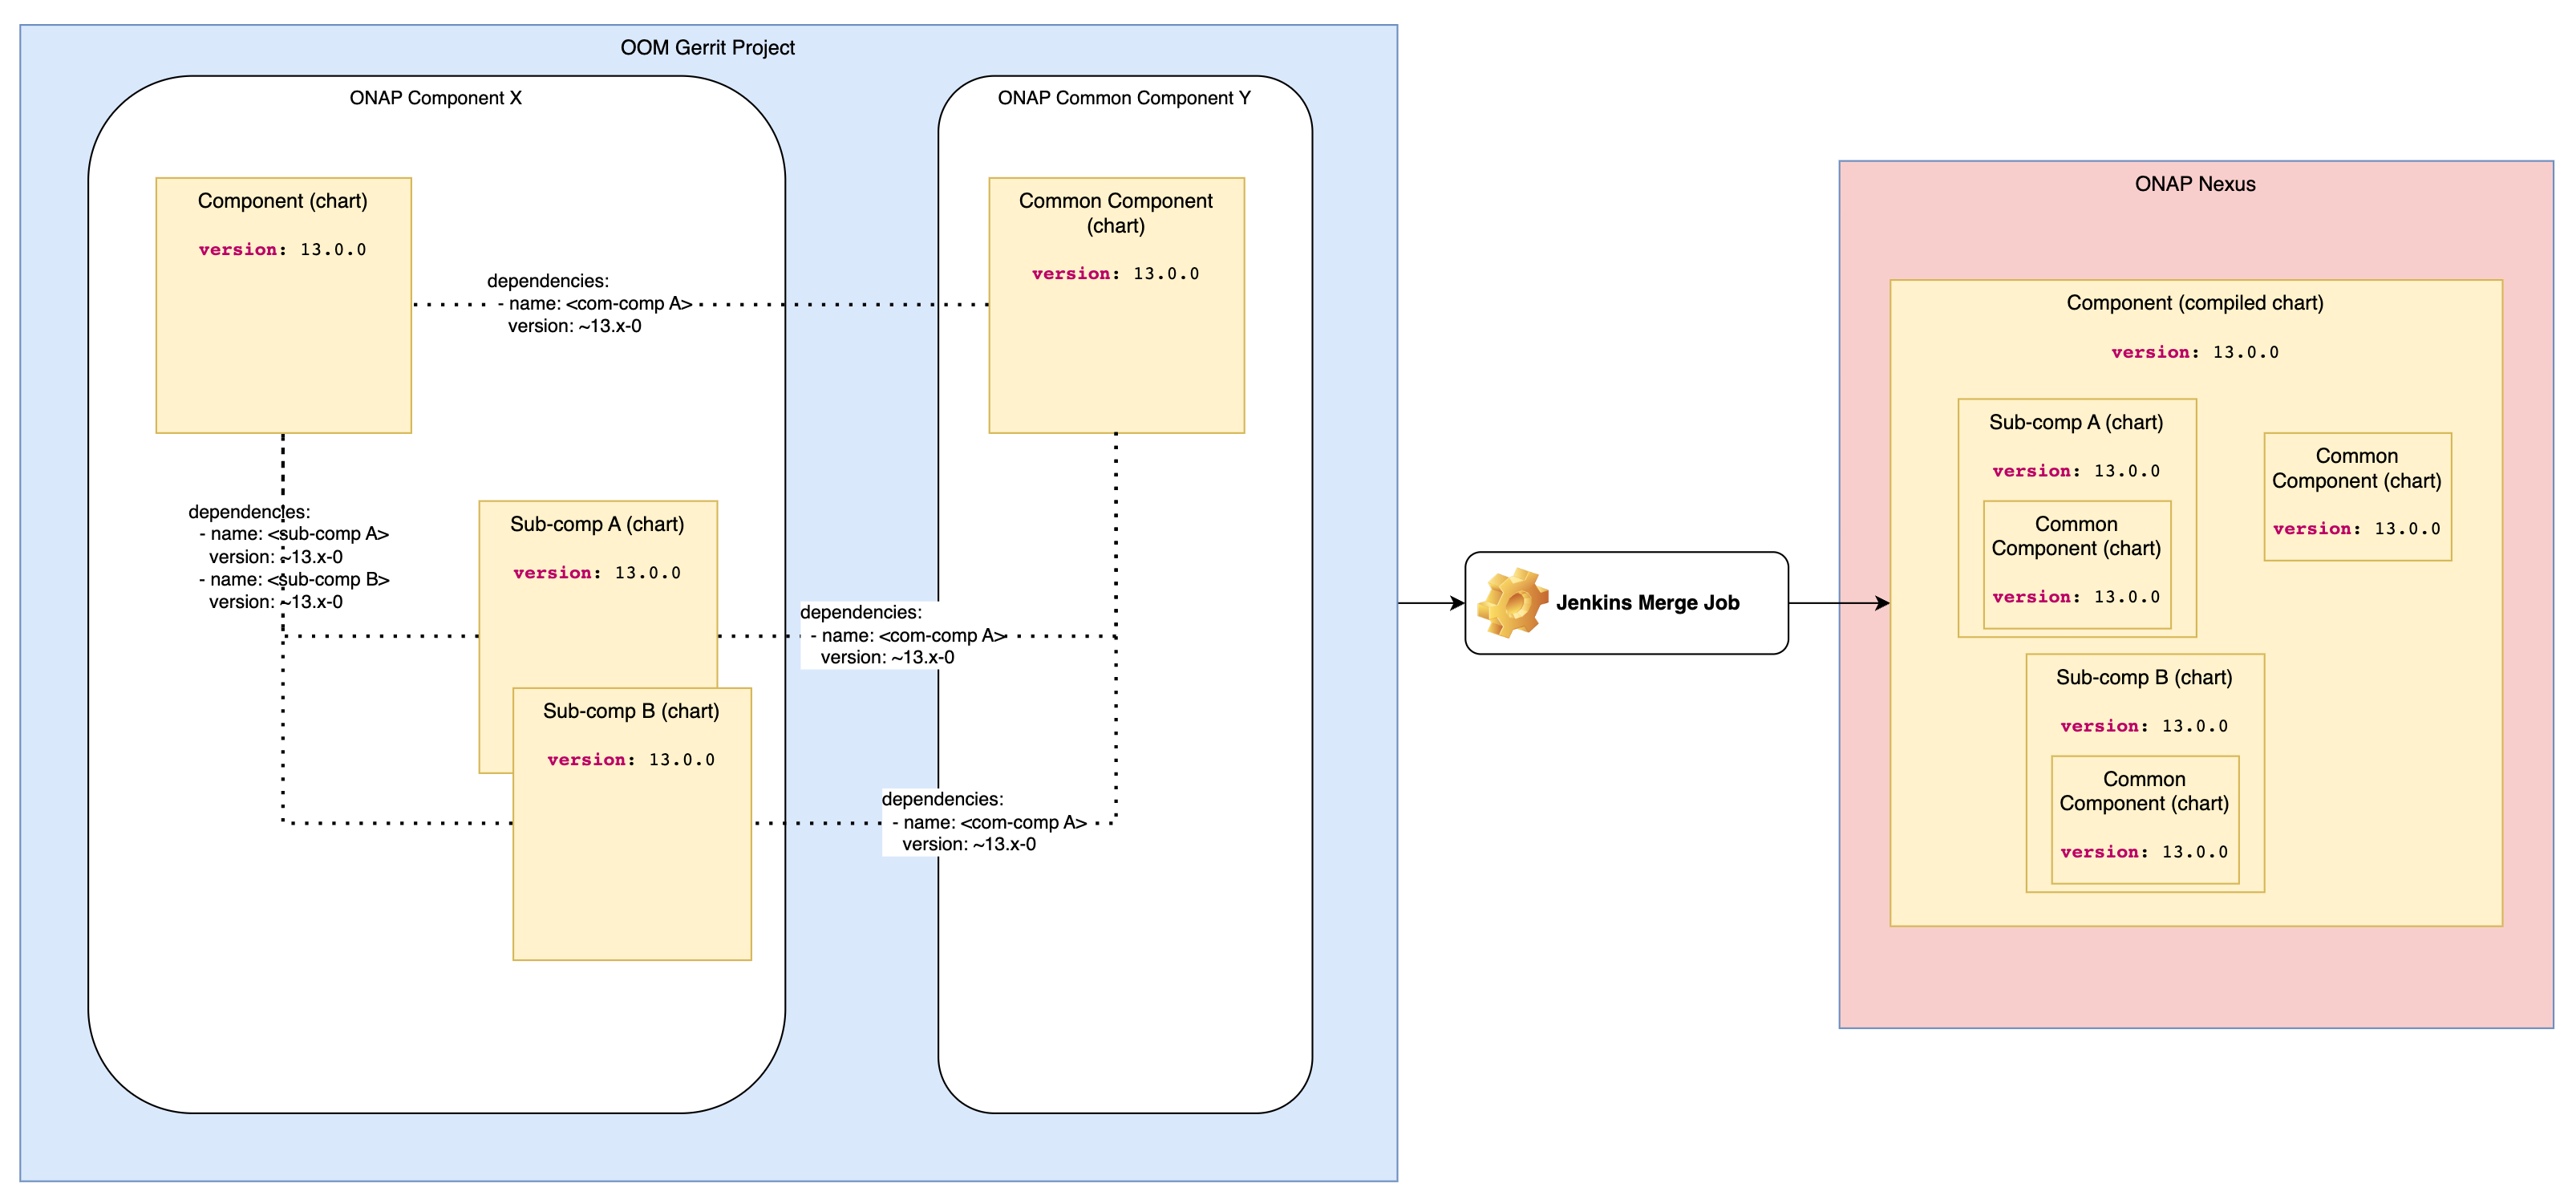 OOM Gerrit Project
ONAP Component X
Component (chart)
version: 13.0.0
dependencies:
- name: <com-comp A>
version: ~13.x-0
dependencies:
- name: <sub-comp A>
version: ~13.x-0
- name: <sub-comp B>
version: ~13.x-0
Sub-comp A (chart)
version: 13.0.0
Sub-comp B (chart)
version: 13.0.0
dependencies:
- name: <com-comp A>
version: ~13.x-0
dependencies:
- name: <com-comp A>
version: ~13.x-0
ONAP Common Component Y
Common Component
(chart)
version: 13.0.0
Jenkins Merge Job
ONAP Nexus
Component (compiled chart)
version: 13.0.0
Sub-comp A (chart)
version: 13.0.0
Common
Component (chart)
version: 13.0.0
Common
Component (chart)
version: 13.0.0
Sub-comp B (chart)
version: 13.0.0
Common
Component (chart)
version: 13.0.0